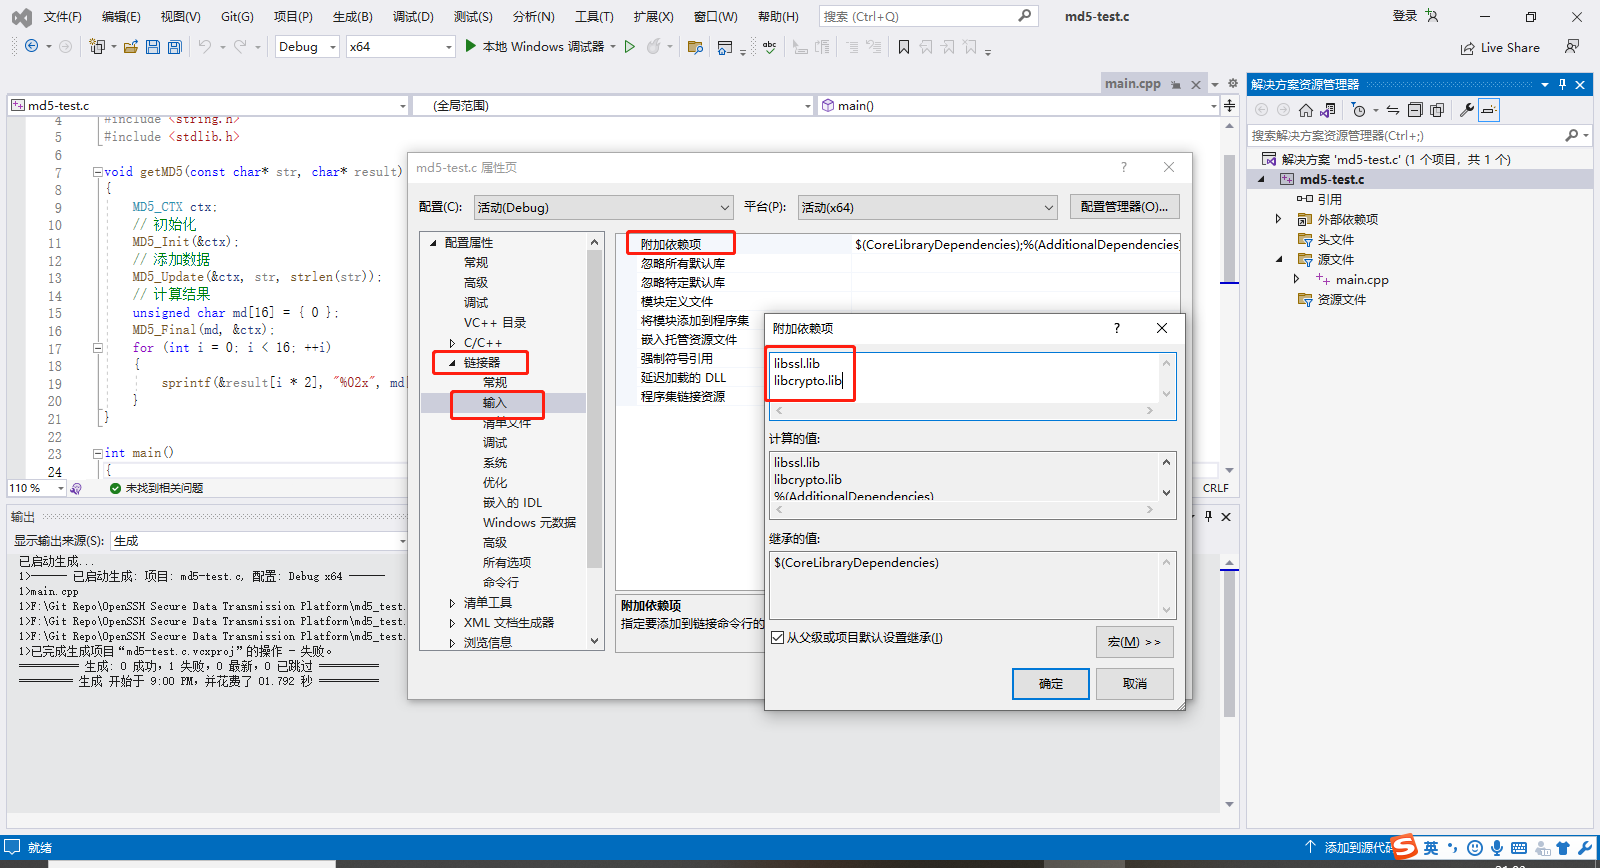 文件(F) 编辑(E) 视图(V) Git(G) 项目(P) 生成(B) 调试(D) 测试(S) 分析(N) 工具(T) 扩展(X) 窗口(W) 帮助(H) 搜索 (Ctrl+Q) md5-test.c 登录
Debug x64 本地 Windows 调试器 Live Share
main.cpp
md5-test.c (全局范围) main()
4 #include <string.h>
5 #include <stdlib.h>
6
7 void getMD5(const char* str, char* result)
8 {
9 MD5_CTX ctx;
10 // 初始化
11 MD5_Init(&ctx);
12 // 添加数据
13 MD5_Update(&ctx, str, strlen(str));
14 // 计算结果
15 unsigned char md[16] = { 0 };
16 MD5_Final(md, &ctx);
17 for (int i = 0; i < 16; ++i)
18 {
19 sprintf(&result[i * 2], "%02x", md[
20 }
21 }
22
23 int main()
24 {
110 % 未找到相关问题 CRLF
输出
显示输出来源(S): 生成
已启动生成...
1>------ 已启动生成: 项目: md5-test.c, 配置: Debug x64 ------
1>main.cpp
1>F:\Git Repo\OpenSSH Secure Data Transmission Platform\md5_test.
1>F:\Git Repo\OpenSSH Secure Data Transmission Platform\md5_test.
1>F:\Git Repo\OpenSSH Secure Data Transmission Platform\md5_test.
1>已完成生成项目“md5-test.c.vcxproj”的操作 - 失败。
========== 生成: 0 成功，1 失败，0 最新，0 已跳过 ==========
========= 生成 开始于 9:00 PM，并花费了 01.792 秒 ==========
md5-test.c 属性页 ?
配置(C): 活动(Debug) 平台(P): 活动(x64) 配置管理器(O)...
配置属性
常规
高级
调试
VC++ 目录
C/C++
链接器
常规
输入
清单文件
调试
系统
优化
嵌入的 IDL
Windows 元数据
高级
所有选项
命令行
清单工具
XML 文档生成器
浏览信息
附加依赖项 $(CoreLibraryDependencies);%(AdditionalDependencies)
忽略所有默认库
忽略特定默认库
模块定义文件
将模块添加到程序集
嵌入托管资源文件
强制符号引用
延迟加载的 DLL
程序集链接资源
附加依赖项
指定要添加到链接命令行的
附加依赖项 ?
libssl.lib
libcrypto.lib
计算的值:
libssl.lib
libcrypto.lib
%(AdditionalDependencies)
继承的值:
$(CoreLibraryDependencies)
从父级或项目默认设置继承(I)
宏(M) >>
确定 取消
解决方案资源管理器
搜索解决方案资源管理器(Ctrl+;)
解决方案 'md5-test.c' (1 个项目，共 1 个)
md5-test.c
引用
外部依赖项
头文件
源文件
main.cpp
资源文件
就绪 添加到源代码 英